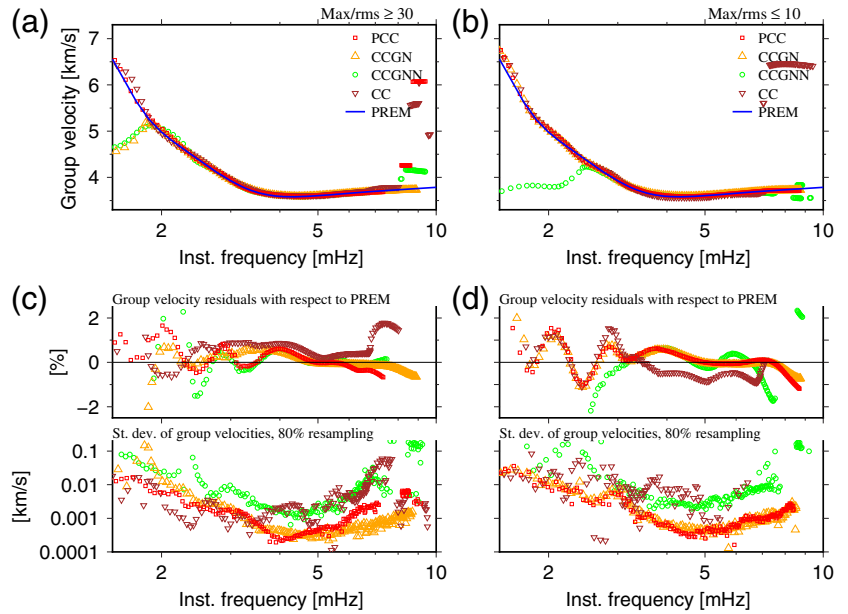 (a)
Max/rms ≥ 30
Group velocity [km/s]
7
6
5
4
PCC
CCGN
CCGNN
CC
PREM
2
5
10
Inst. frequency [mHz]
(b)
Max/rms ≤ 10
PCC
CCGN
CCGNN
CC
PREM
2
5
10
Inst. frequency [mHz]
(c)
Group velocity residuals with respect to PREM
[%]
2
0
−2
St. dev. of group velocities, 80% resampling
[km/s]
0.1
0.01
0.001
0.0001
2
5
10
Inst. frequency [mHz]
(d)
Group velocity residuals with respect to PREM
St. dev. of group velocities, 80% resampling
2
5
10
Inst. frequency [mHz]